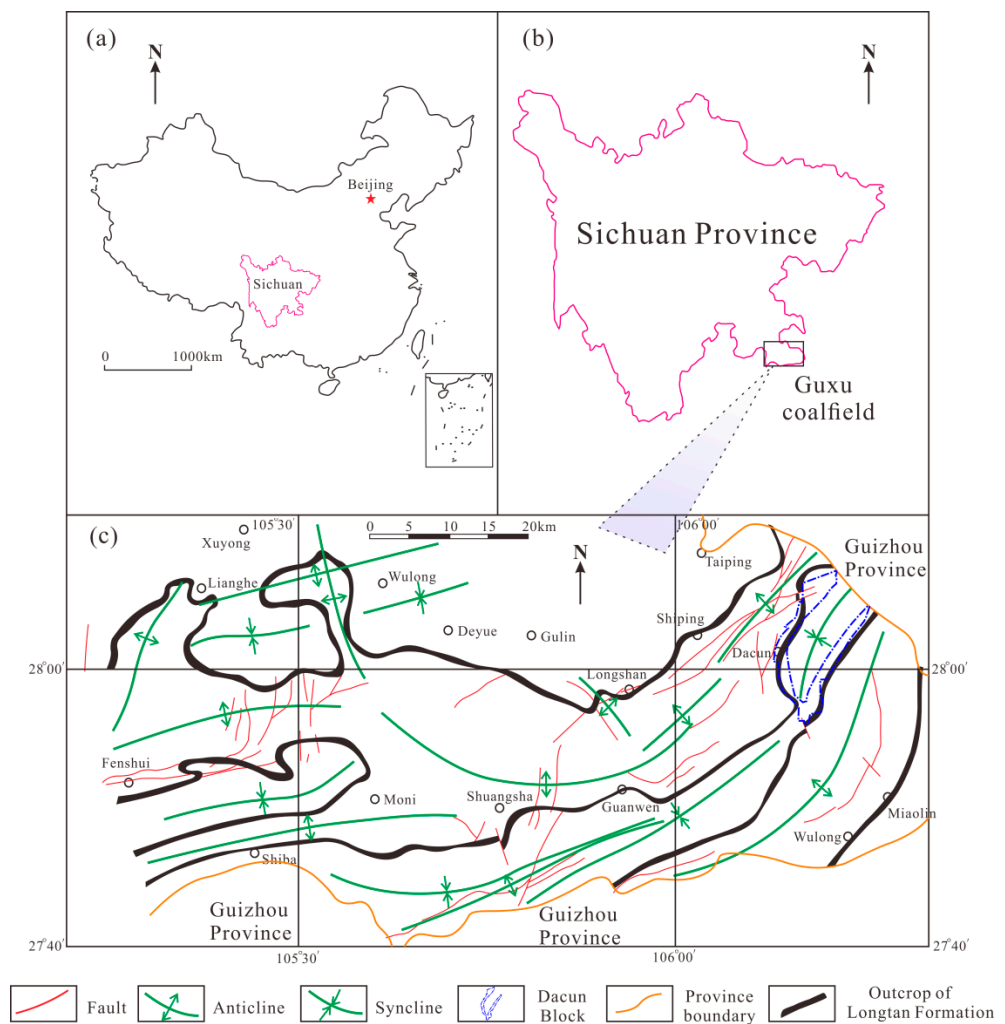 (a)
N
Beijing
Sichuan
0 1000km
(b)
N
Sichuan Province
Guxu
coalfield
(c)
105°30′
0 5 10 15 20km
106°00′
N
Xuyong
Lianghe
Wulong
Deyue
Gulin
Taiping
Guizhou
Province
Shiping
Dacun
28°00′
28°00′
Longshan
Fenshui
Moni
Shuangsha
Guanwen
Miaolin
Wulong
Shiba
Guizhou
Province
Guizhou
Province
27°40′
27°40′
105°30′
106°00′
Fault
Anticline
Syncline
Dacun
Block
Province
boundary
Outcrop of
Longtan Formation